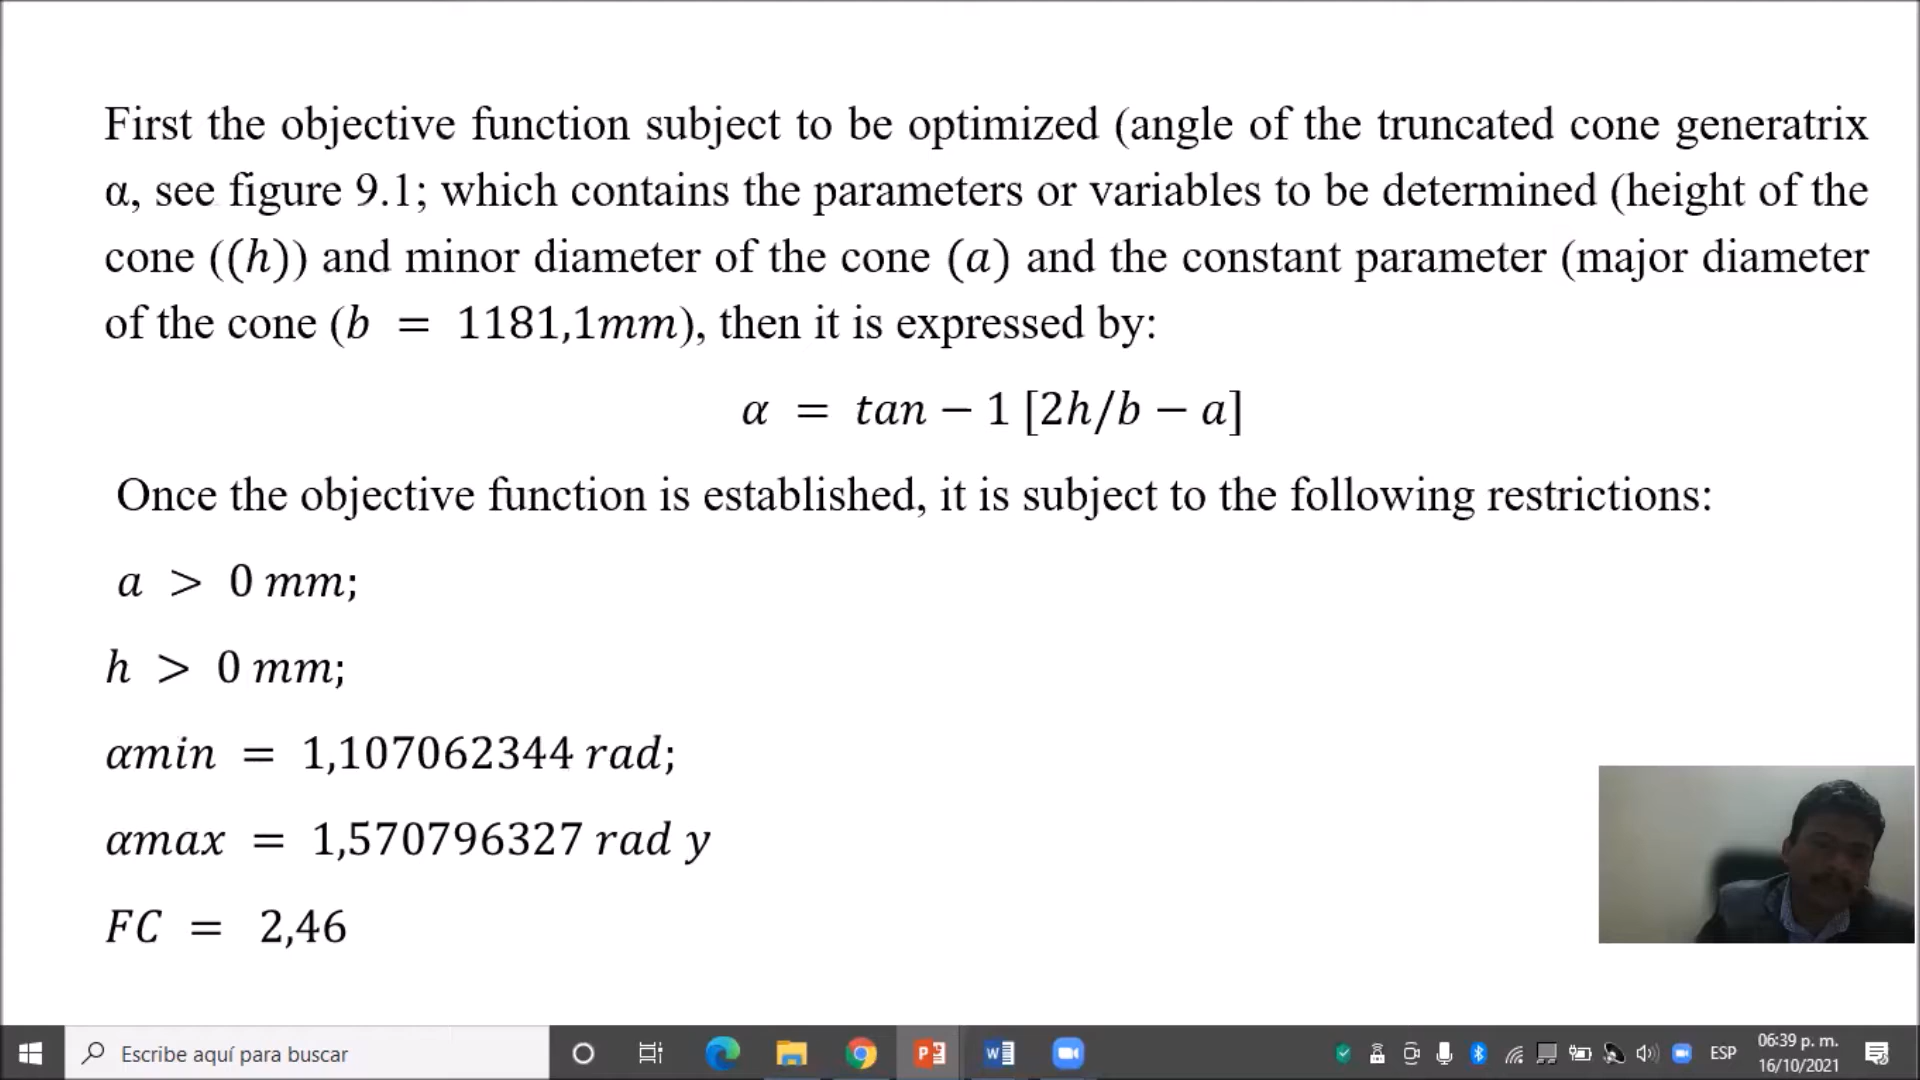 First the objective function subject to be optimized (angle of the truncated cone generatrix
α, see figure 9.1; which contains the parameters or variables to be determined (height of the
cone ((h)) and minor diameter of the cone (a) and the constant parameter (major diameter
of the cone (b = 1181,1mm), then it is expressed by:
α = tan − 1 [2h/b − a]
Once the objective function is established, it is subject to the following restrictions:
a > 0 mm;
h > 0 mm;
αmin = 1,107062344 rad;
αmax = 1,570796327 rad y
FC = 2,46
Escribe aquí para buscar
ESP
06:39 p. m.
16/10/2021